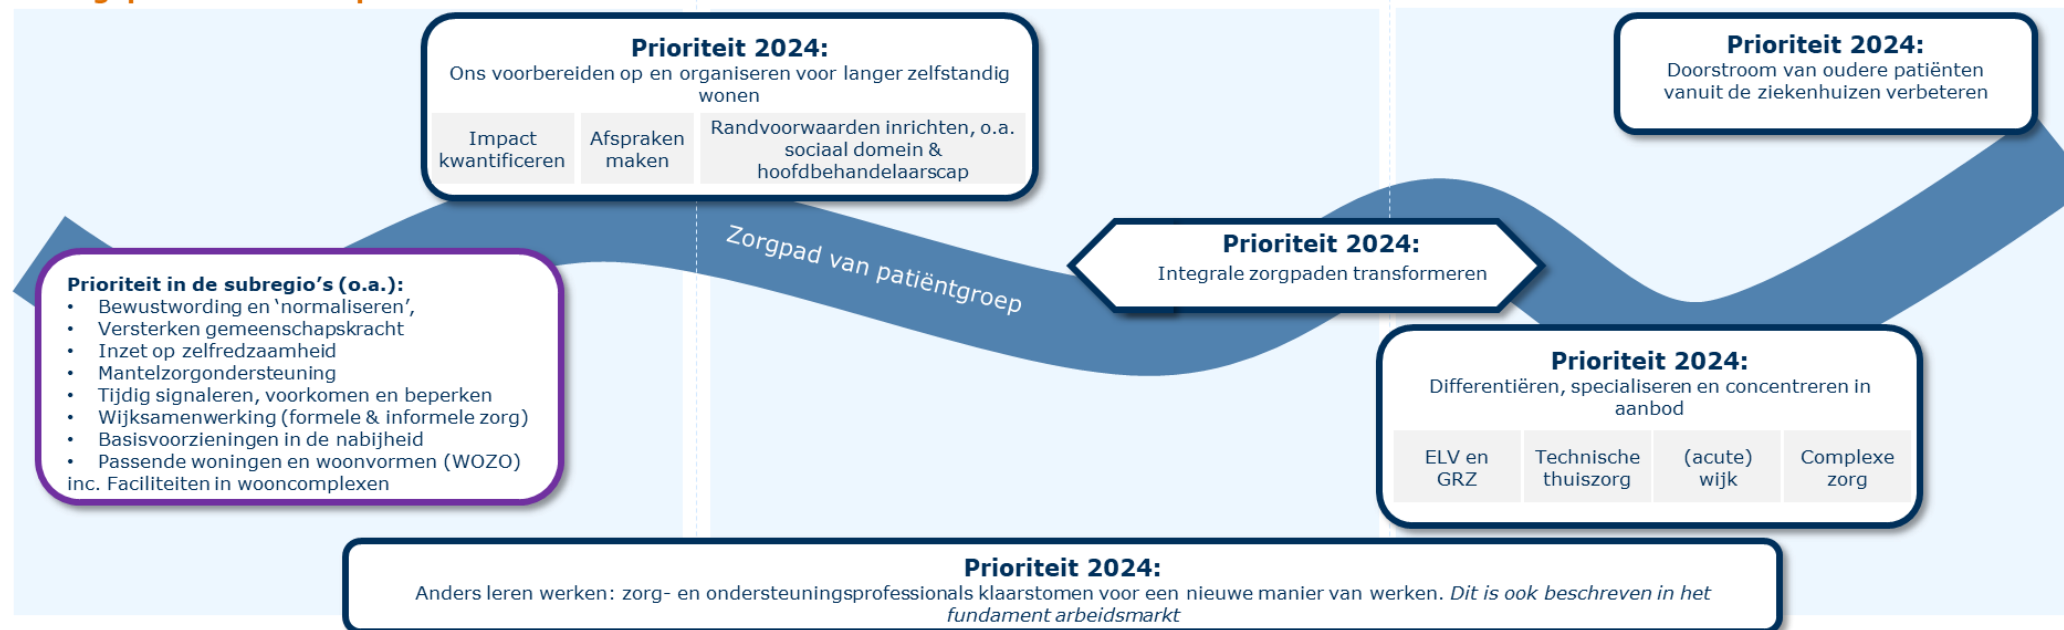 Prioriteit 2024:
Ons voorbereiden op en organiseren voor langer zelfstandig
wonen
Impact
kwantificeren
Afspraken
maken
Randvoorwaarden inrichten, o.a.
sociaal domein &
hoofdbehandelaarscap
Prioriteit 2024:
Doorstroom van oudere patiënten
vanuit de ziekenhuizen verbeteren
Zorgpad van patiëntgroep
Prioriteit 2024:
Integrale zorgpaden transformeren
Prioriteit in de subregio’s (o.a.):
• Bewustwording en ‘normaliseren’,
• Versterken gemeenschapskracht
• Inzet op zelfredzaamheid
• Mantelzorgondersteuning
• Tijdig signaleren, voorkomen en beperken
• Wijksamenwerking (formele & informele zorg)
• Basisvoorzieningen in de nabijheid
• Passende woningen en woonvormen (WOZO)
inc. Faciliteiten in wooncomplexen
Prioriteit 2024:
Differentiëren, specialiseren en concentreren in
aanbod
ELV en
GRZ
Technische
thuiszorg
(acute)
wijk
Complexe
zorg
Prioriteit 2024:
Anders leren werken: zorg- en ondersteuningsprofessionals klaarstomen voor een nieuwe manier van werken. Dit is ook beschreven in het
fundament arbeidsmarkt